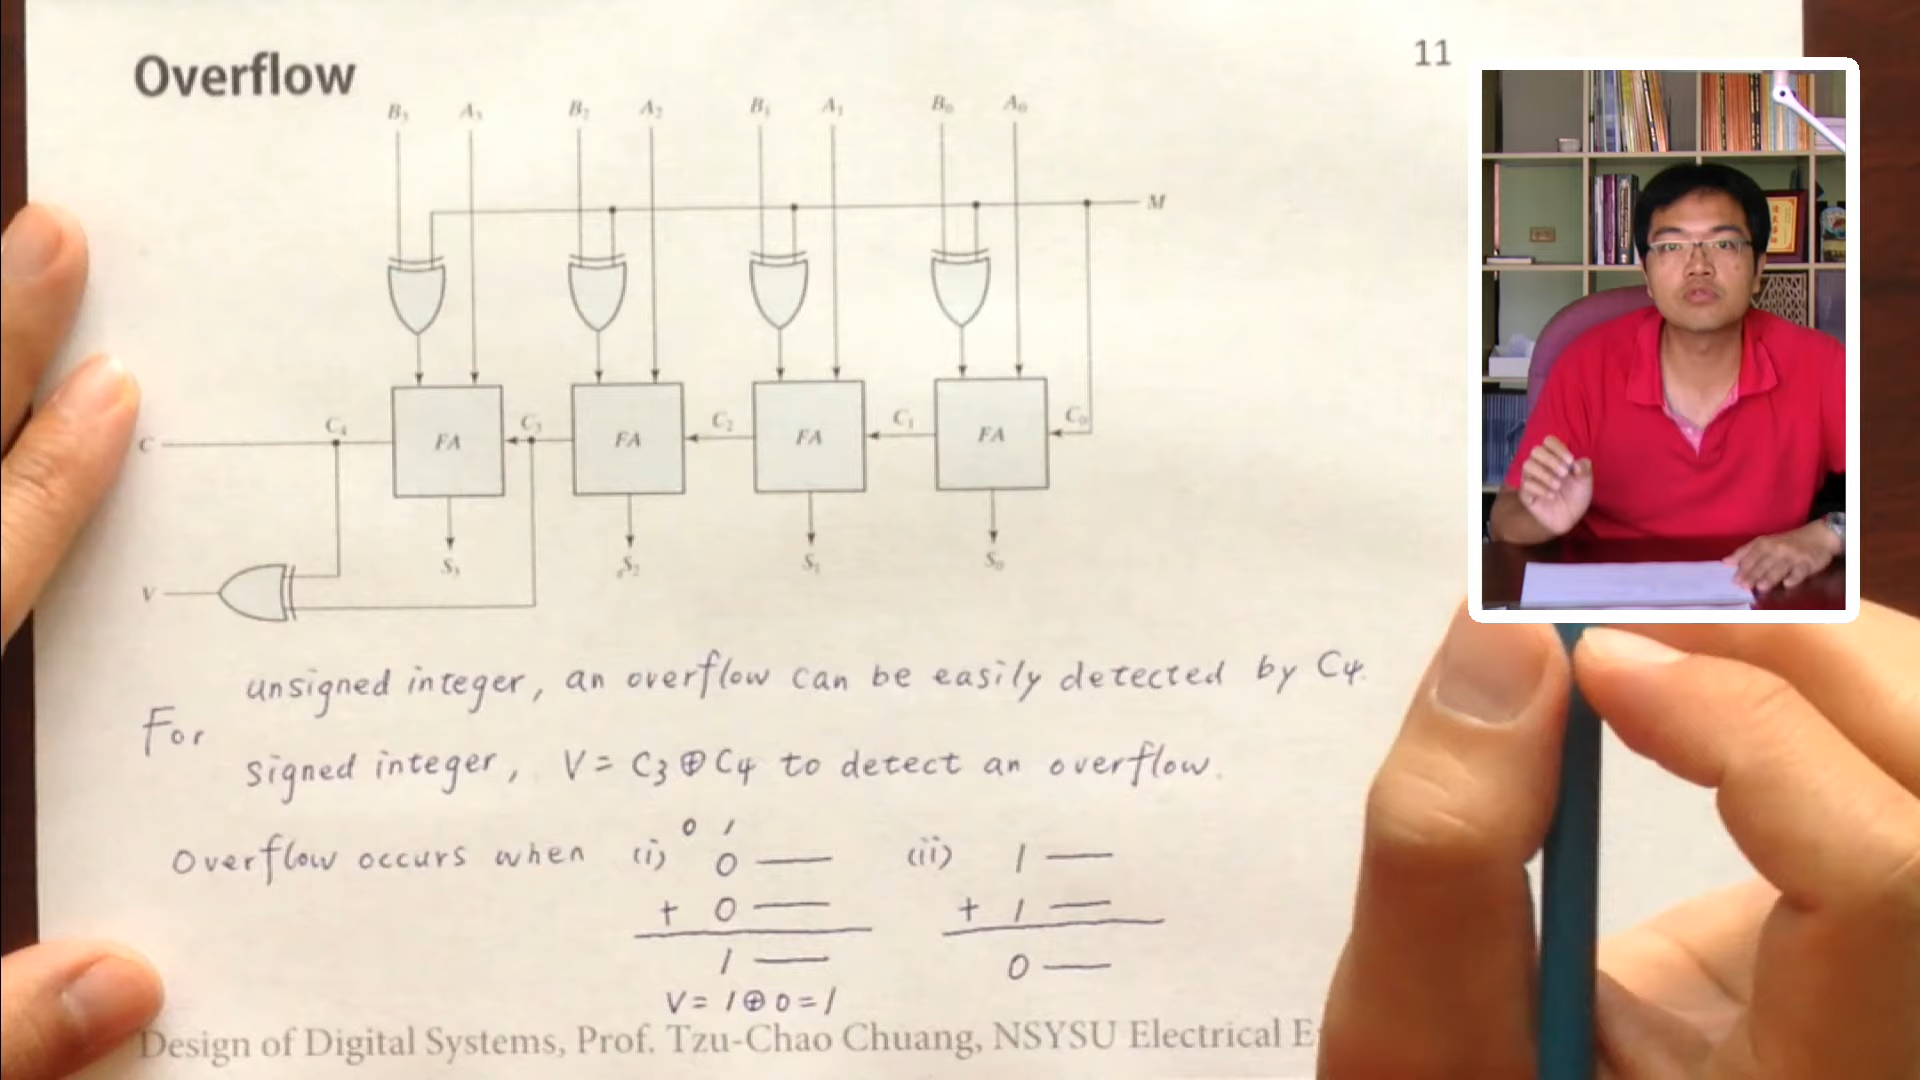 Overflow
11
B₃ A₃ B₂ A₂ B₁ A₁ B₀ A₀
M
C C₄ FA C₃ FA C₂ FA C₁ FA C₀
S₃ S₂ S₁ S₀
V
unsigned integer, an overflow can be easily detected by C4.
For
signed integer, V = C3 ⊕ C4 to detect an overflow.
0 1
Overflow occurs when (i) 0 — (ii) 1 —
+ 0 — + 1 —
1 — 0 —
V = 1 ⊕ 0 = 1
Design of Digital Systems, Prof. Tzu-Chao Chuang, NSYSU Electrical